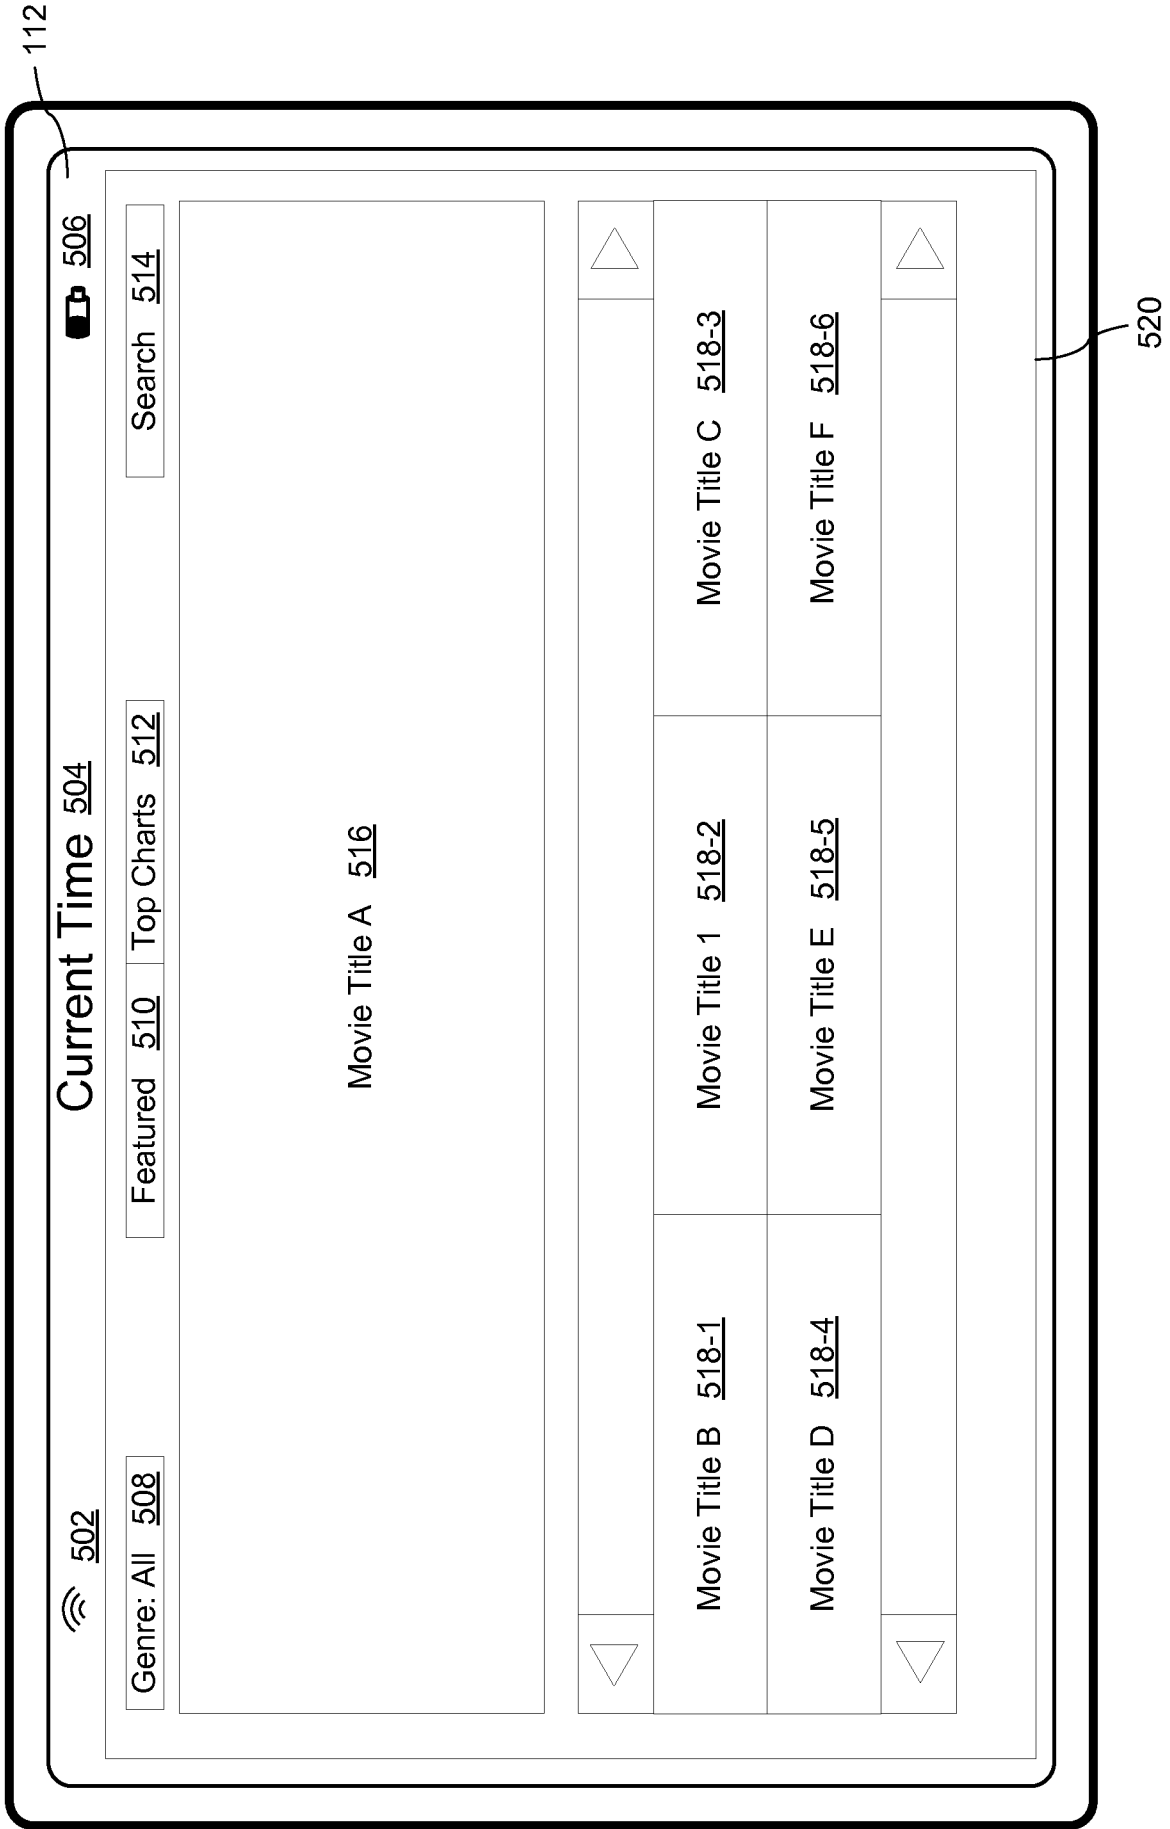 112
502
Current Time 504
506
Genre: All 508
Featured 510
Top Charts 512
Search 514
Movie Title A 516
Movie Title B 518-1
Movie Title 1 518-2
Movie Title C 518-3
Movie Title D 518-4
Movie Title E 518-5
Movie Title F 518-6
520